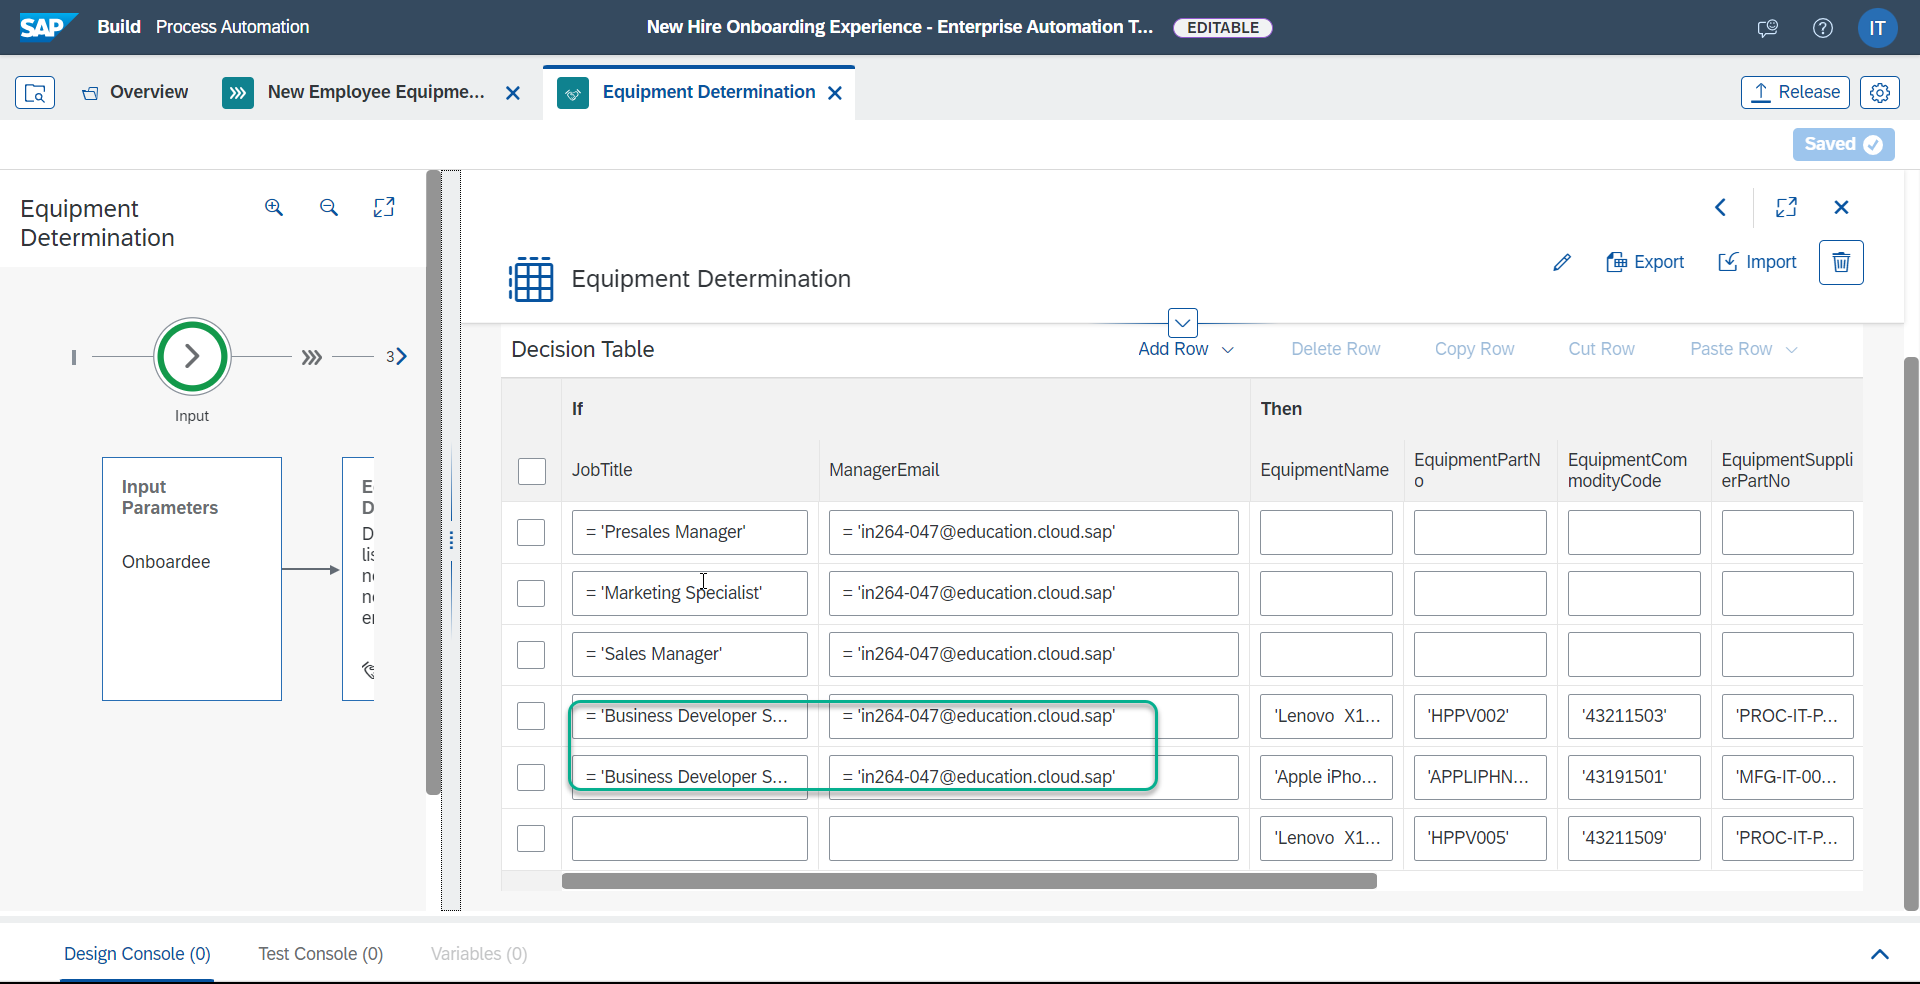 SAP Build Process Automation New Hire Onboarding Experience - Enterprise Automation T... EDITABLE IT
Overview New Employee Equipme... Equipment Determination Release
Saved
Equipment
Determination
Equipment Determination
Export Import
Decision Table Add Row Delete Row Copy Row Cut Row Paste Row
3
Input
Input
Parameters
Onboardee
E
D
D
lis
n
n
If Then
JobTitle ManagerEmail EquipmentName EquipmentPartN
o EquipmentCom
modityCode EquipmentSuppli
erPartNo
= 'Presales Manager' = 'in264-047@education.cloud.sap'
= 'Marketing Specialist' = 'in264-047@education.cloud.sap'
= 'Sales Manager' = 'in264-047@education.cloud.sap'
= 'Business Developer S... = 'in264-047@education.cloud.sap' 'Lenovo X1... 'HPPV002' '43211503' 'PROC-IT-P...
= 'Business Developer S... = 'in264-047@education.cloud.sap' 'Apple iPho... 'APPLIPHN... '43191501' 'MFG-IT-00...
'Lenovo X1... 'HPPV005' '43211509' 'PROC-IT-P...
Design Console (0) Test Console (0) Variables (0)